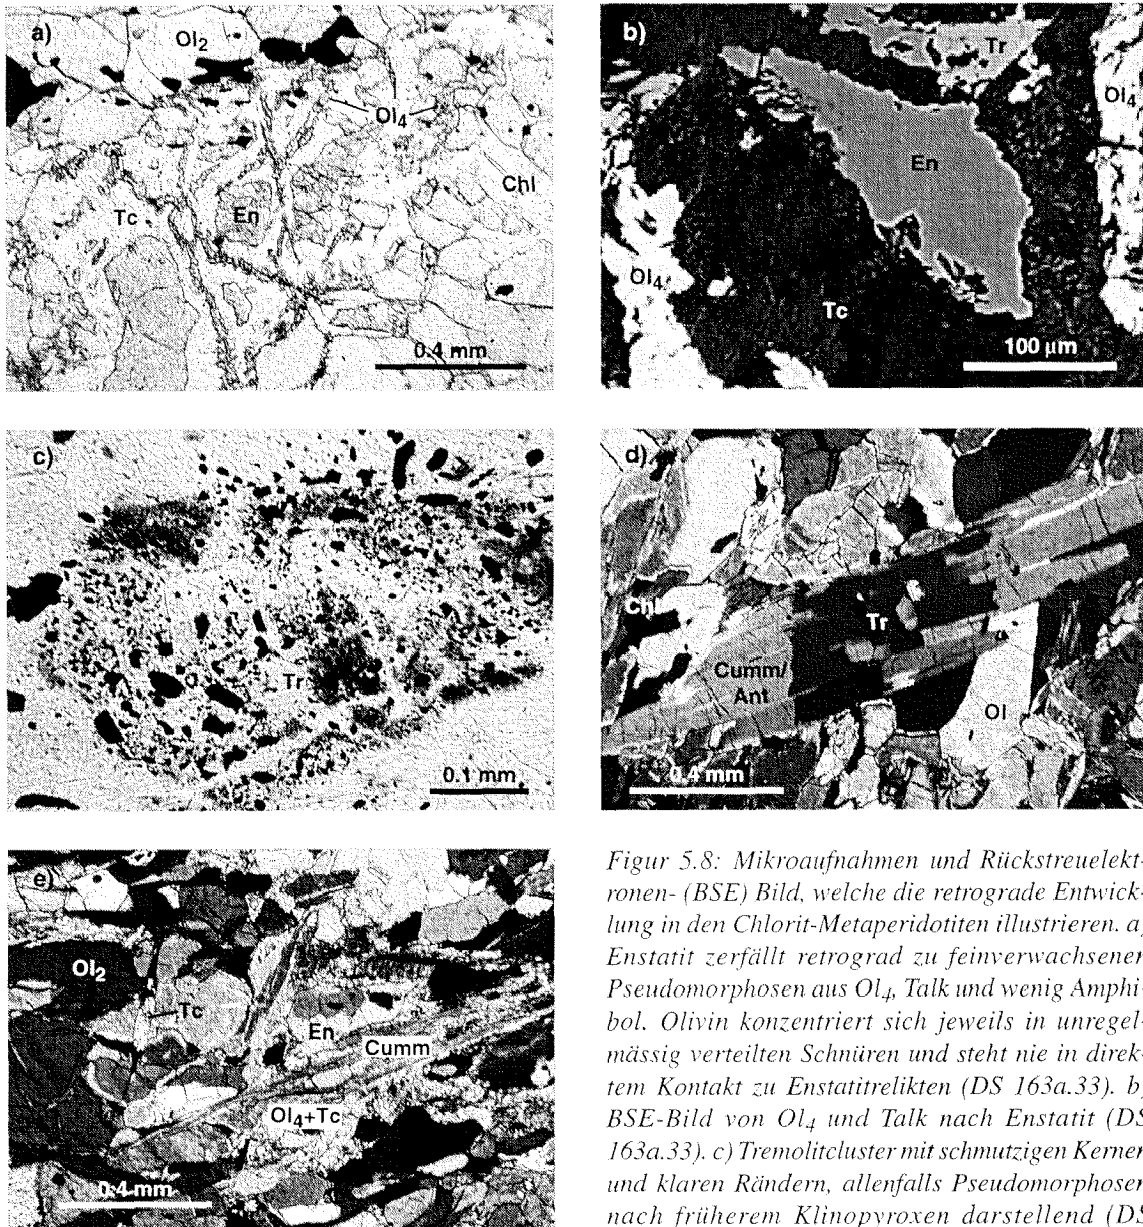 a)
Ol2
Ol4
Chl
Tc
En
0.4 mm
b)
Tr
Ol4
En
Ol4
Tc
100 µm
c)
Tr
0.1 mm
d)
Chl
Tr
Cumm/
Ant
Ol
0.4 mm
e)
Ol2
Tc
En
Cumm
Ol4+Tc
0.4 mm
Figur 5.8: Mikroaufnahmen und Rückstreuelekt-
ronen- (BSE) Bild, welche die retrograde Entwick-
lung in den Chlorit-Metaperidotiten illustrieren. a)
Enstatit zerfällt retrograd zu feinverwachsenen
Pseudomorphosen aus Ol4, Talk und wenig Amphi-
bol. Olivin konzentriert sich jeweils in unregel-
mässig verteilten Schnüren und steht nie in direk-
tem Kontakt zu Enstatitrelikten (DS 163a.33). b)
BSE-Bild von Ol4 und Talk nach Enstatit (DS
163a.33). c) Tremolitcluster mit schmutzigen Kernen
und klaren Rändern, allenfalls Pseudomorphosen
nach früherem Klinopyroxen darstellend (DS